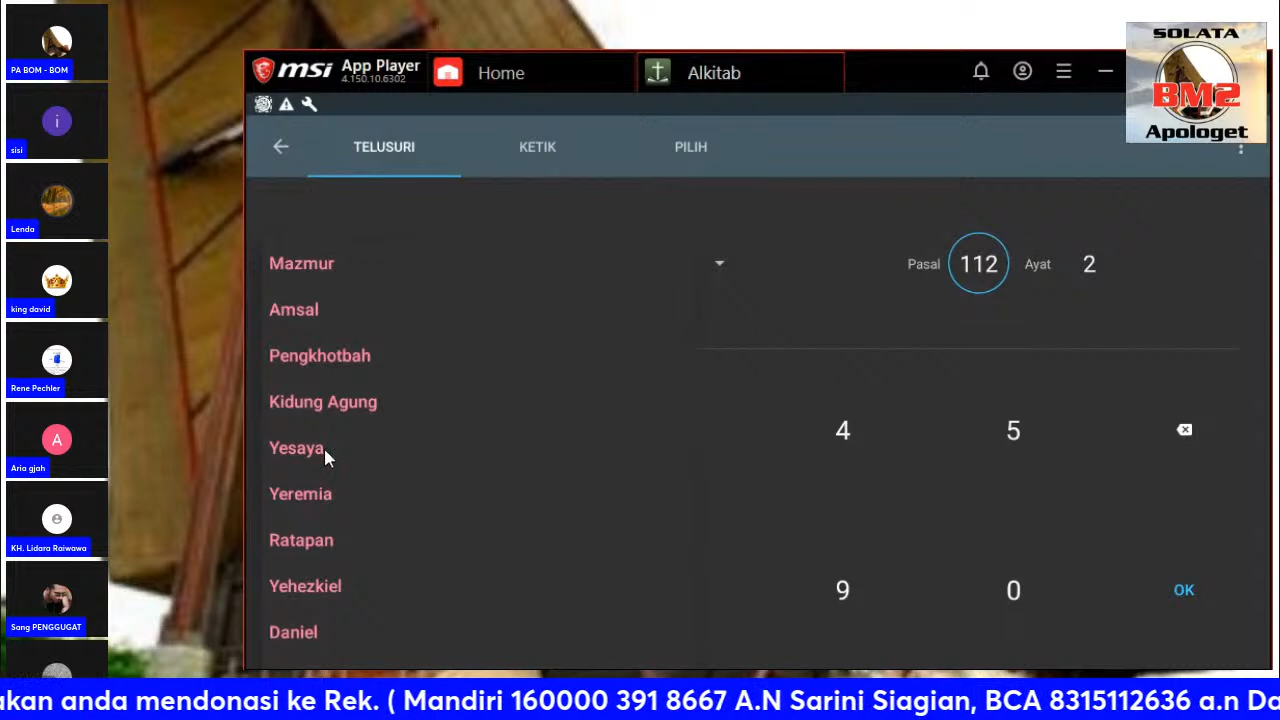 PA BOM - BOM
i
sisi
Lenda
king david
Rene Pechler
A
Aria gjah
KH. Lidara Raiwawa
Sang PENGGUGAT
msi App Player
4.150.10.6302
Home
Alkitab
SOLATA
BM2
Apologet
TELUSURI
KETIK
PILIH
Mazmur
Amsal
Pengkhotbah
Kidung Agung
Yesaya
Yeremia
Ratapan
Yehezkiel
Daniel
Pasal 112 Ayat 2
4 5
9 0 OK
akan anda mendonasi ke Rek. ( Mandiri 160000 391 8667 A.N Sarini Siagian, BCA 8315112636 a.n Do